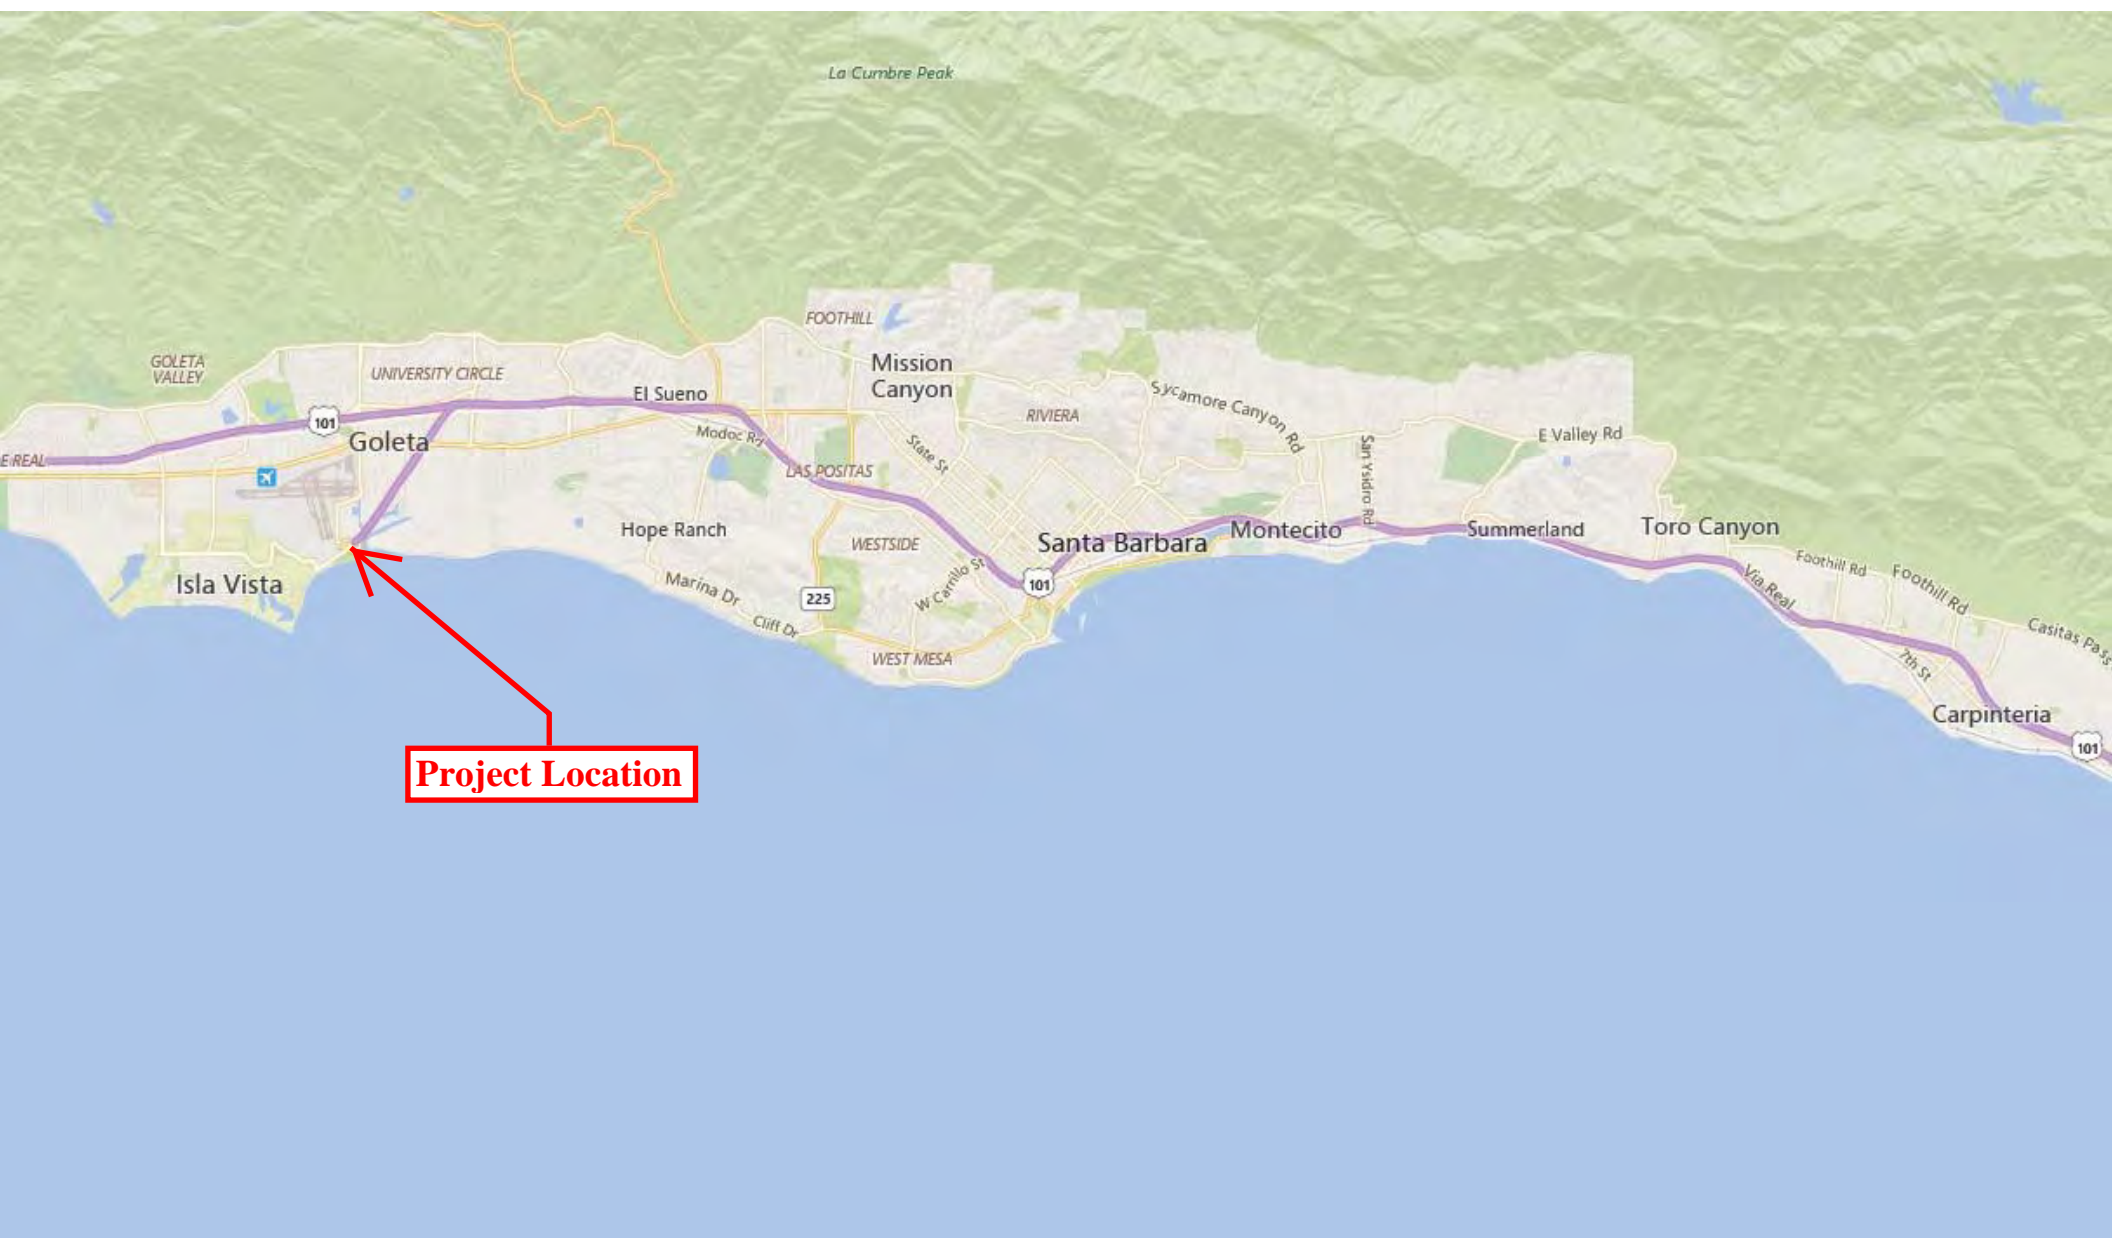 La Cumbre Peak
FOOTHILL
GOLETA
VALLEY
UNIVERSITY CIRCLE
Mission
Canyon
El Sueno
Sycamore Canyon Rd
RIVIERA
101
Goleta
Modoc Rd
State St
San Ysidro Rd
E Valley Rd
E REAL
LAS POSITAS
Hope Ranch
WESTSIDE
Santa Barbara
Montecito
Summerland
Toro Canyon
Isla Vista
Marina Dr
225
W Carrillo St
101
Via Real
Foothill Rd
Foothill Rd
Cliff Dr
Casitas Pass
WEST MESA
7th St
Carpinteria
101
Project Location